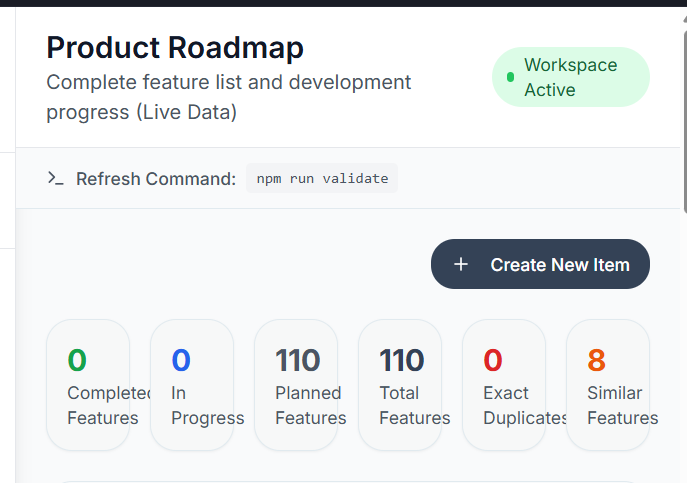 Product Roadmap
Complete feature list and development
progress (Live Data)
Workspace
Active
Refresh Command: npm run validate
+ Create New Item
0
Completed
Features
0
In
Progress
110
Planned
Features
110
Total
Features
0
Exact
Duplicates
8
Similar
Features